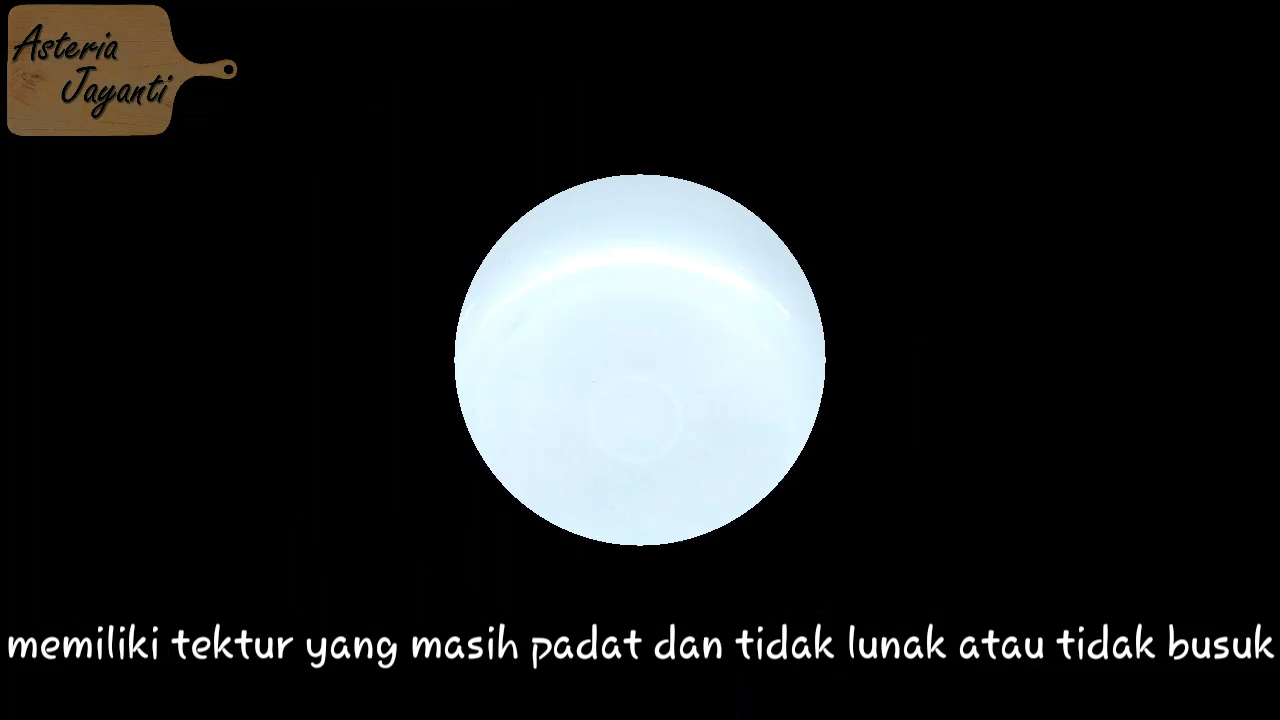 Asteria
Jayanti
memiliki tektur yang masih padat dan tidak lunak atau tidak busuk